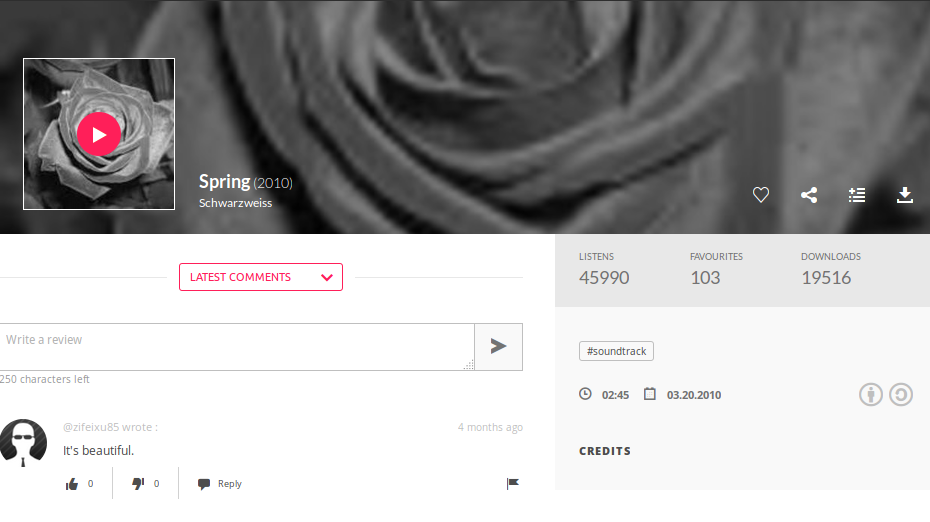 Spring (2010)
Schwarzweiss
LATEST COMMENTS
Write a review
250 characters left
@zifeixu85 wrote :
4 months ago
It's beautiful.
0
0
Reply
LISTENS
FAVOURITES
DOWNLOADS
45990
103
19516
#soundtrack
02:45
03.20.2010
CREDITS